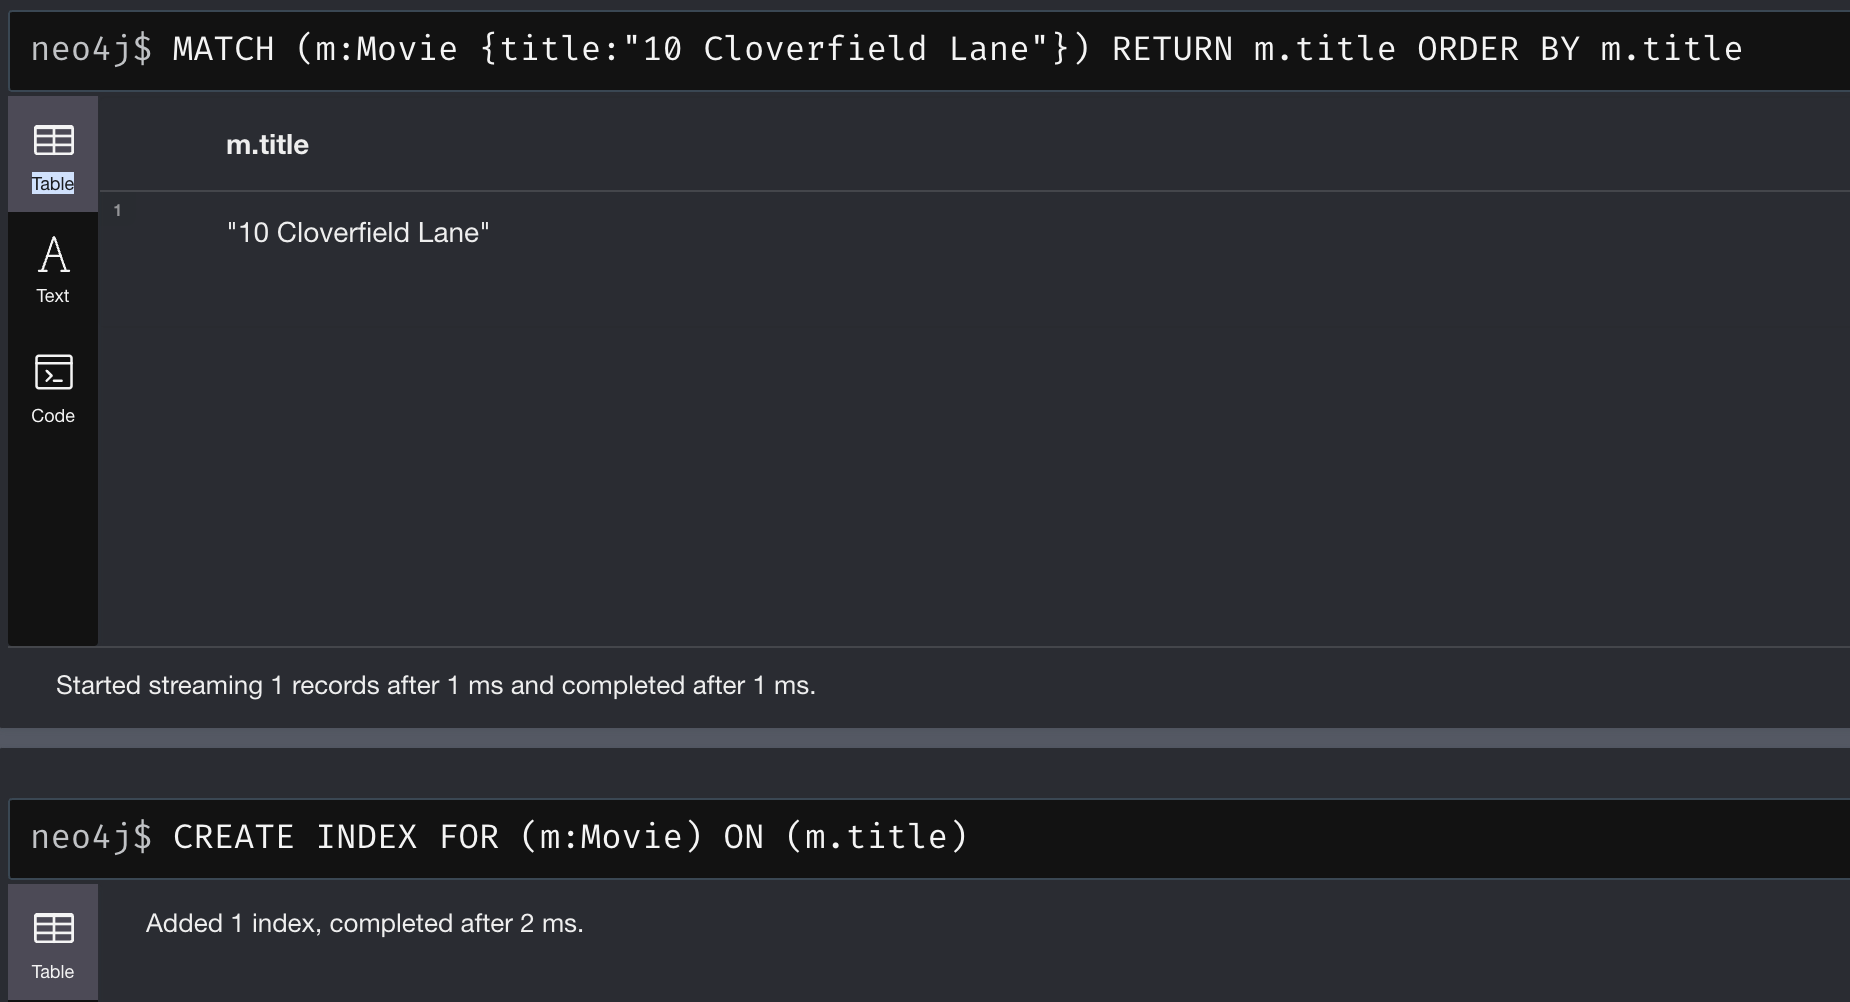 neo4j$ MATCH (m:Movie {title:"10 Cloverfield Lane"}) RETURN m.title ORDER BY m.title
m.title
Table
1
"10 Cloverfield Lane"
Text
Code
Started streaming 1 records after 1 ms and completed after 1 ms.
neo4j$ CREATE INDEX FOR (m:Movie) ON (m.title)
Added 1 index, completed after 2 ms.
Table